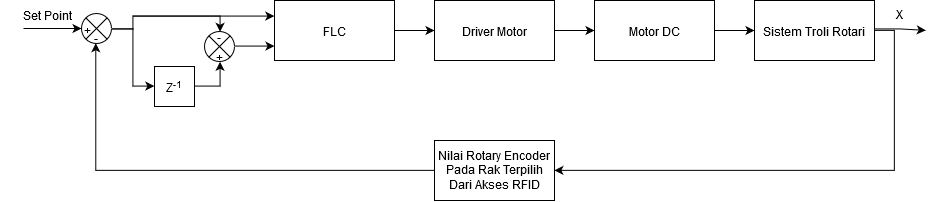 Set Point
+
-
-
+
Z-1
FLC
Driver Motor
Motor DC
Sistem Troli Rotari
X
Nilai Rotary Encoder
Pada Rak Terpilih
Dari Akses RFID